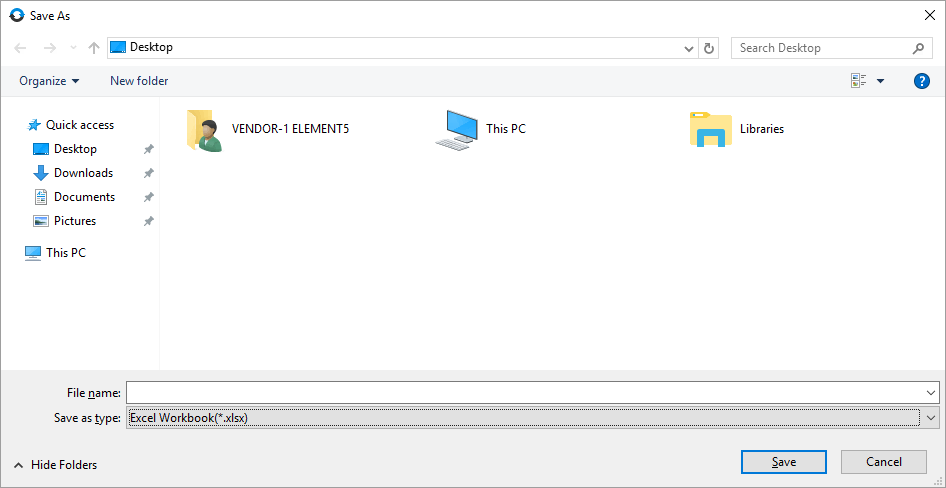 Save As
Desktop
Search Desktop
Organize
New folder
?
Quick access
Desktop
Downloads
Documents
Pictures
This PC
VENDOR-1 ELEMENT5
This PC
Libraries
File name:
Save as type: Excel Workbook(*.xlsx)
Hide Folders
Save
Cancel